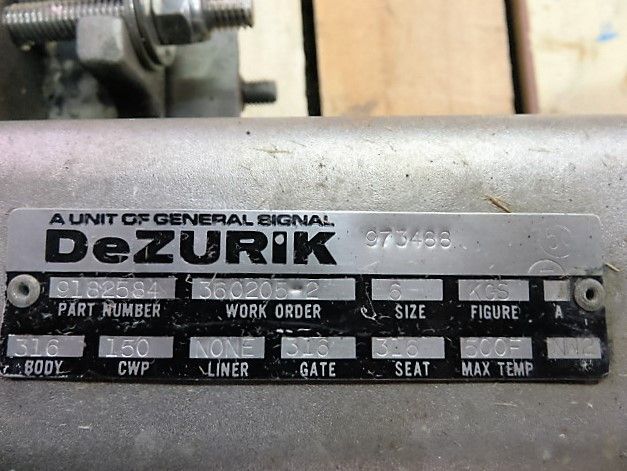 A UNIT OF GENERAL SIGNAL
DeZURIK 973488
9182584 360205-2 6 KGS
PART NUMBER WORK ORDER SIZE FIGURE A
316 150 NONE 316 316 500F
BODY CWP LINER GATE SEAT MAX TEMP